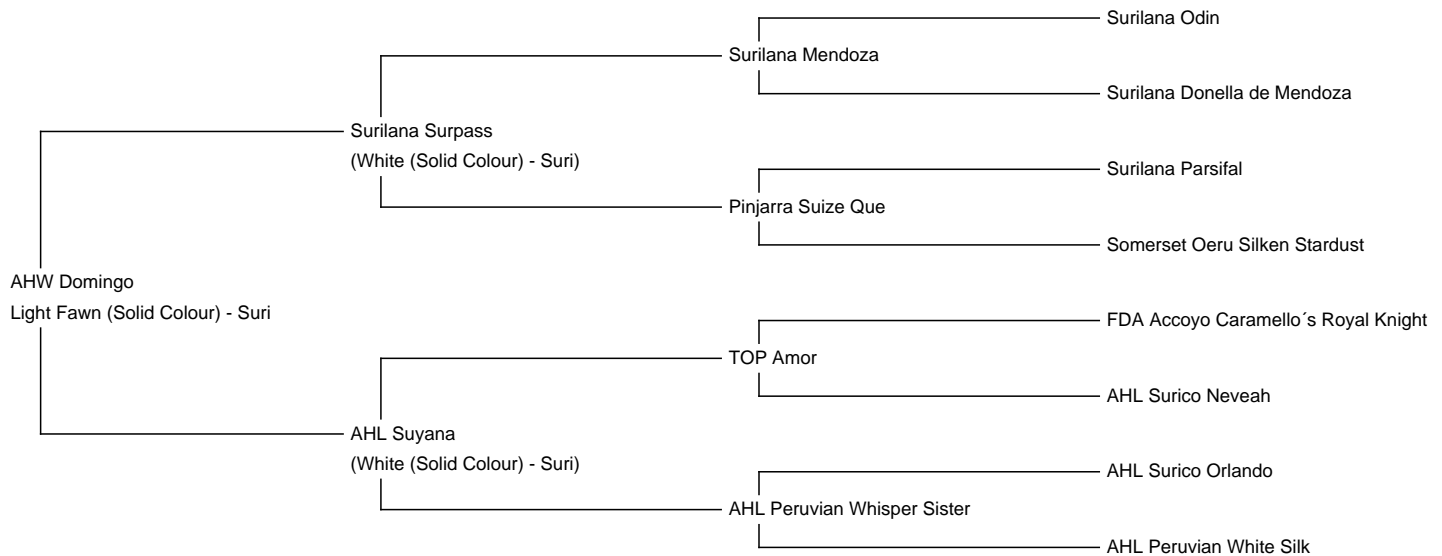 Surilana Odin
Surilana Mendoza
Surilana Donella de Mendoza
Surilana Surpass
(White (Solid Colour) - Suri)
Surilana Parsifal
Pinjarra Suize Que
Somerset Oeru Silken Stardust
AHW Domingo
Light Fawn (Solid Colour) - Suri
FDA Accoyo Caramello´s Royal Knight
TOP Amor
AHL Surico Neveah
AHL Suyana
(White (Solid Colour) - Suri)
AHL Surico Orlando
AHL Peruvian Whisper Sister
AHL Peruvian White Silk